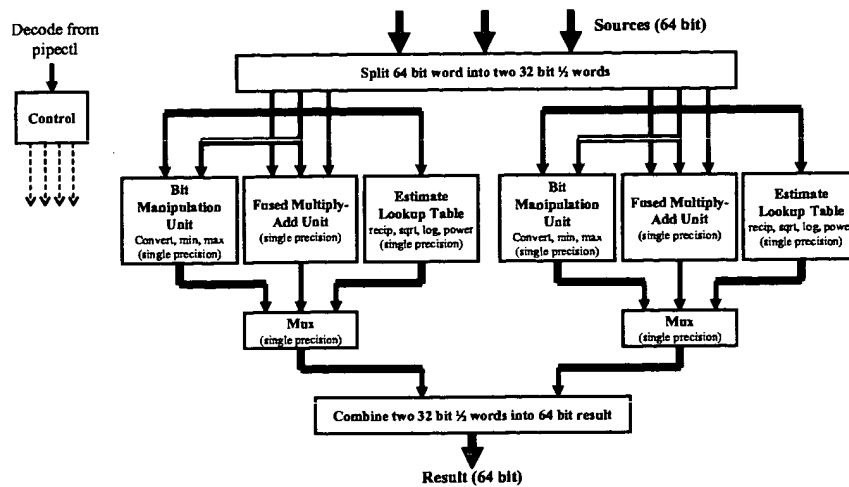 Decode from
pipectl
Control
Sources (64 bit)
Split 64 bit word into two 32 bit ½ words
Bit
Manipulation
Unit
Convert, min, max
(single precision)
Fused Multiply-
Add Unit
(single precision)
Estimate
Lookup Table
recip, sqrt, log, power
(single precision)
Bit
Manipulation
Unit
Convert, min, max
(single precision)
Fused Multiply-
Add Unit
(single precision)
Estimate
Lookup Table
recip, sqrt, log, power
(single precision)
Mux
(single precision)
Mux
(single precision)
Combine two 32 bit ½ words into 64 bit result
Result (64 bit)